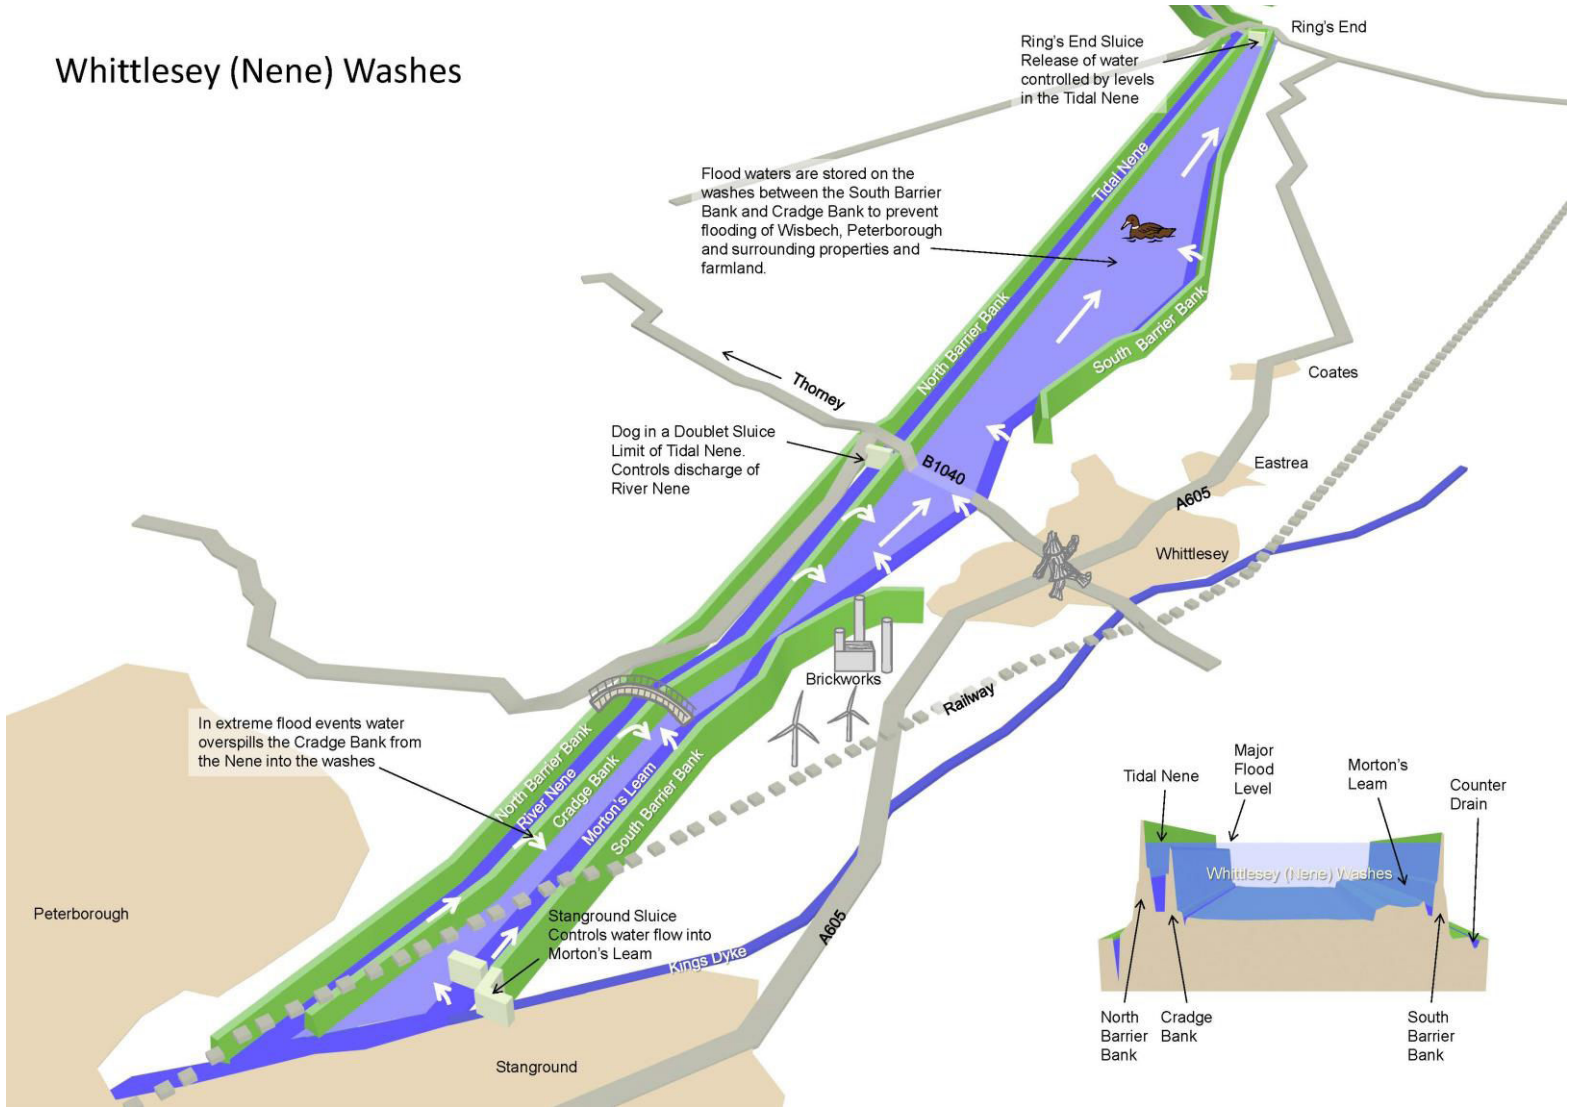 Whittlesey (Nene) Washes
Ring's End
Ring's End Sluice
Release of water
controlled by levels
in the Tidal Nene
Flood waters are stored on the
washes between the South Barrier
Bank and Cradge Bank to prevent
flooding of Wisbech, Peterborough
and surrounding properties and
farmland.
Tidal Nene
North Barrier Bank
South Barrier Bank
Coates
Thorney
Dog in a Doublet Sluice
Limit of Tidal Nene.
Controls discharge of
River Nene
B1040
Eastrea
A605
Whittlesey
Brickworks
Railway
In extreme flood events water
overspills the Cradge Bank from
the Nene into the washes
North Barrier Bank
River Nene
Cradge Bank
Morton's Leam
South Barrier Bank
Peterborough
Stanground Sluice
Controls water flow into
Morton's Leam
Kings Dyke
A605
Stanground
Tidal Nene
Major
Flood
Level
Morton's
Leam
Counter
Drain
Whittlesey (Nene) Washes
North
Barrier
Bank
Cradge
Bank
South
Barrier
Bank